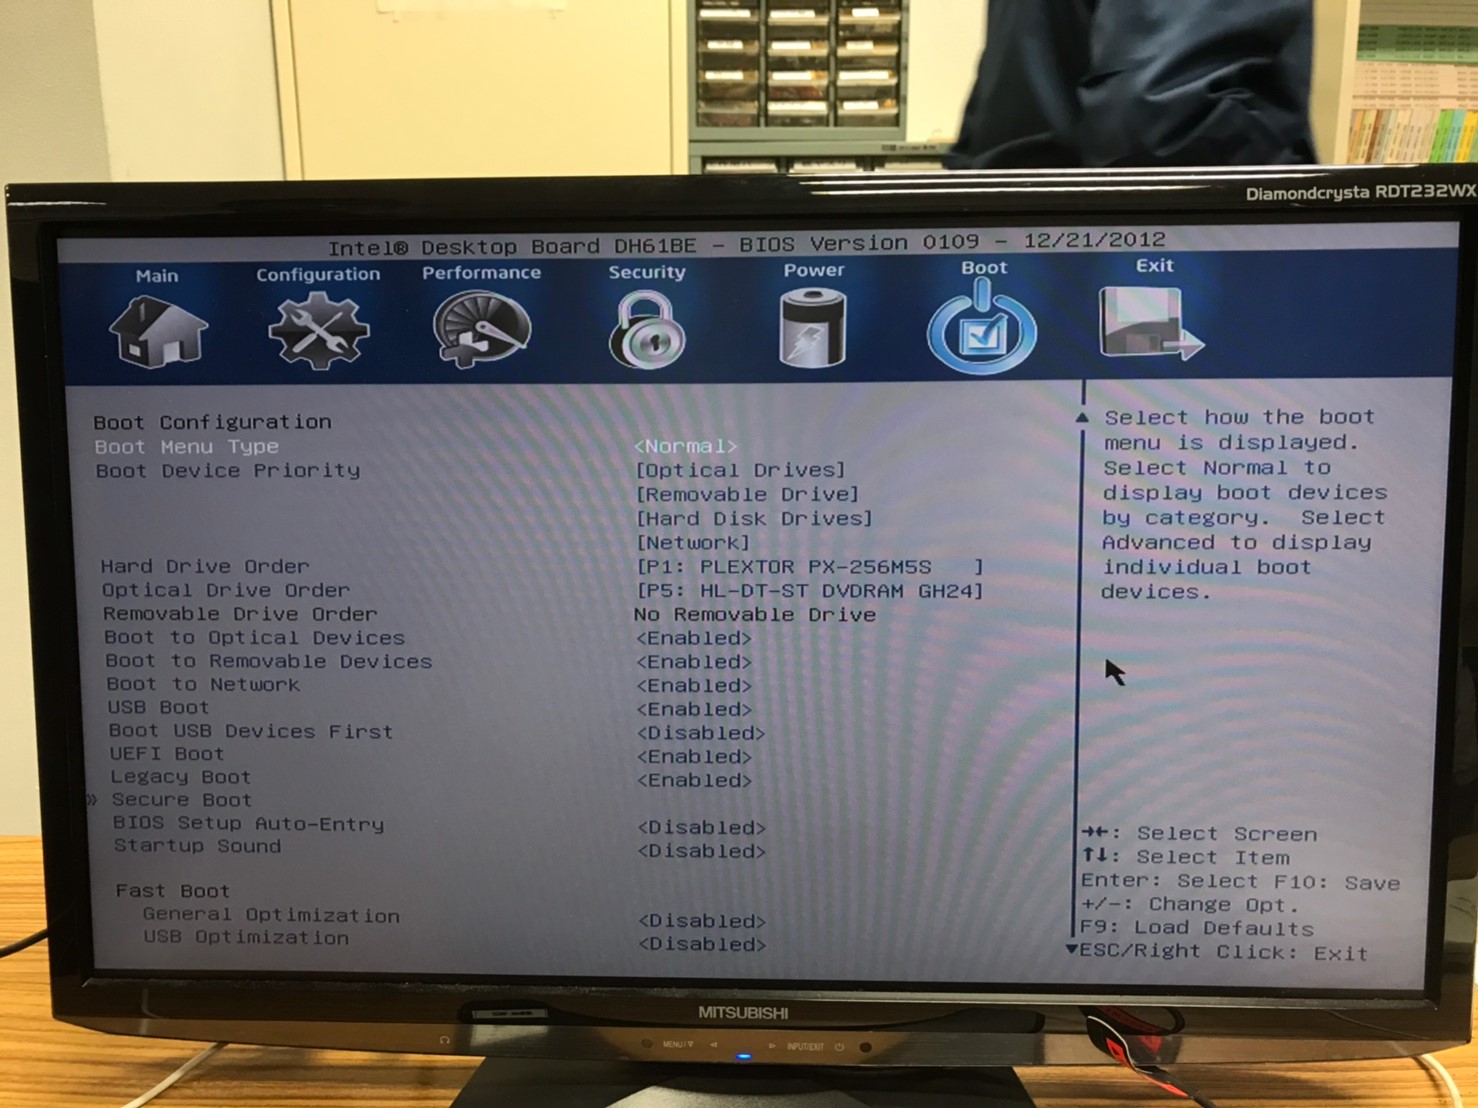 Diamondcrysta RDT232WX
Intel® Desktop Board DH61BE - BIOS Version 0109 - 12/21/2012
Main Configuration Performance Security Power Boot Exit
Boot Configuration
Boot Menu Type <Normal>
Boot Device Priority [Optical Drives]
[Removable Drive]
[Hard Disk Drives]
[Network]
Hard Drive Order [P1: PLEXTOR PX-256M5S ]
Optical Drive Order [P5: HL-DT-ST DVDRAM GH24]
Removable Drive Order No Removable Drive
Boot to Optical Devices <Enabled>
Boot to Removable Devices <Enabled>
Boot to Network <Enabled>
USB Boot <Enabled>
Boot USB Devices First <Disabled>
UEFI Boot <Enabled>
Legacy Boot <Enabled>
» Secure Boot
BIOS Setup Auto-Entry <Disabled>
Startup Sound <Disabled>
Fast Boot
General Optimization <Disabled>
USB Optimization <Disabled>
Select how the boot
menu is displayed.
Select Normal to
display boot devices
by category. Select
Advanced to display
individual boot
devices.
→←: Select Screen
↑↓: Select Item
Enter: Select F10: Save
+/-: Change Opt.
F9: Load Defaults
ESC/Right Click: Exit
MITSUBISHI
MENU/▽ ◁ ▷ INPUT/EXIT